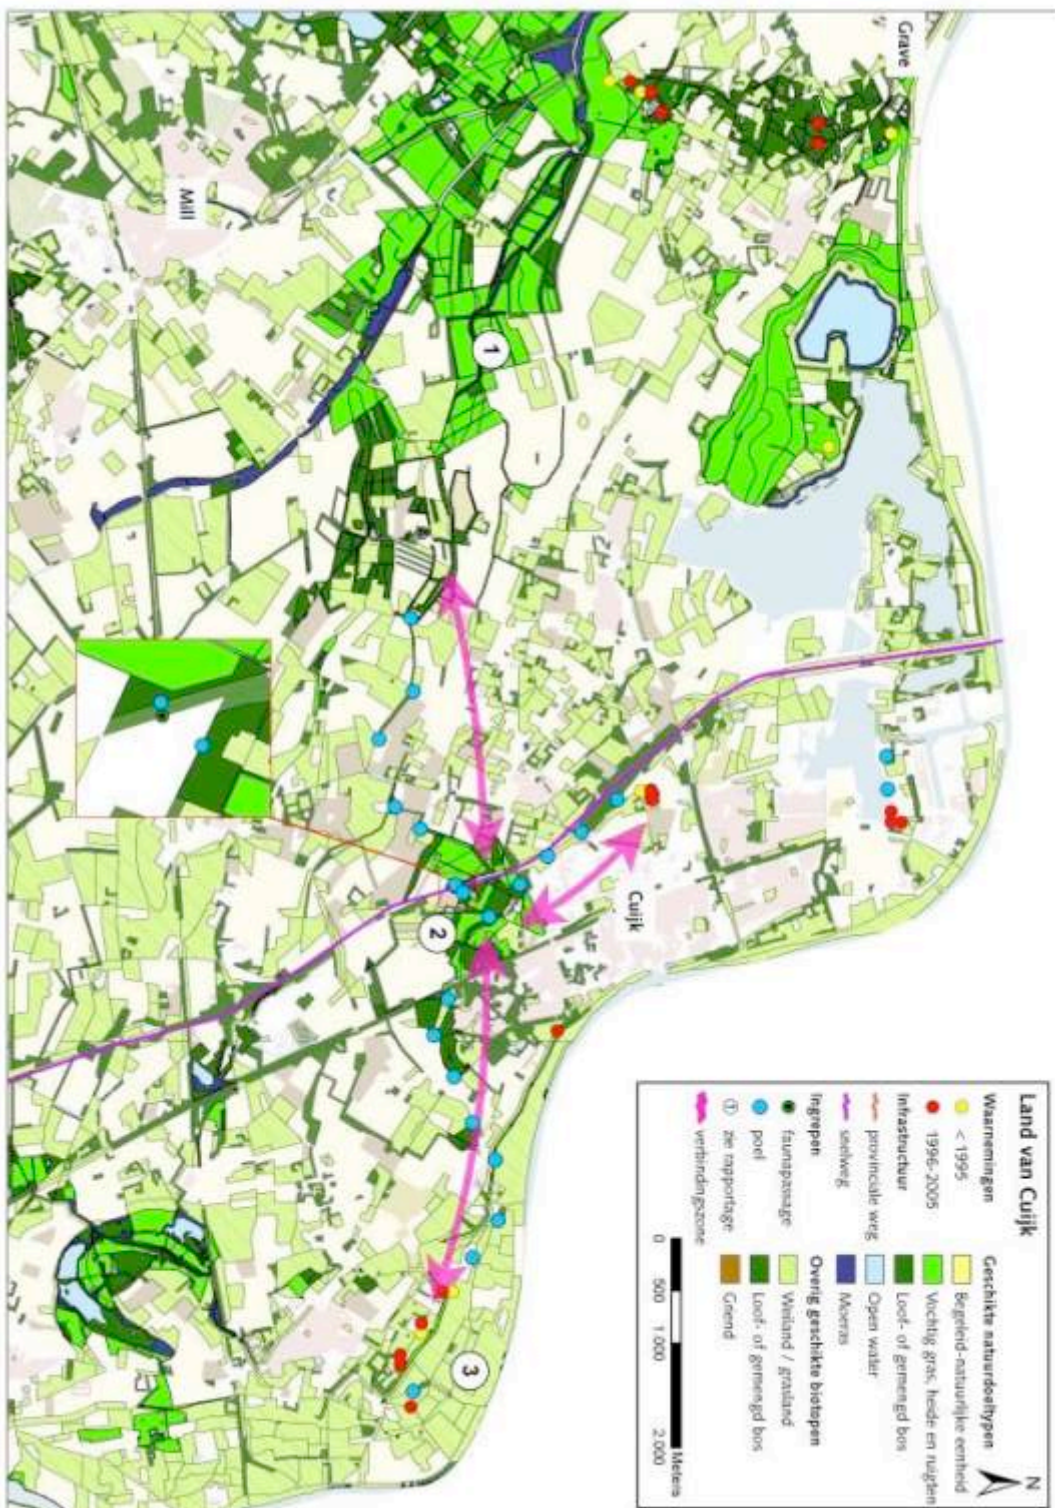 Grave
Mill
Cuijk
1
2
3
Land van Cuijk
N
Waarnemingen
< 1995
1996-2005
Infrastructuur
provinciale weg
snelweg
Ingrepen
faunapassage
poel
1 zie rapportage
verbindingszone
Geschikte natuurdoeltypen
Begeleid-natuurlijke eenheid
Vochtig gras, heide en ruigten
Loof- of gemengd bos
Open water
Moeras
Overig geschikte biotopen
Weiland / grasland
Loof- of gemengd bos
Griend
0 500 1.000 2.000
Meters